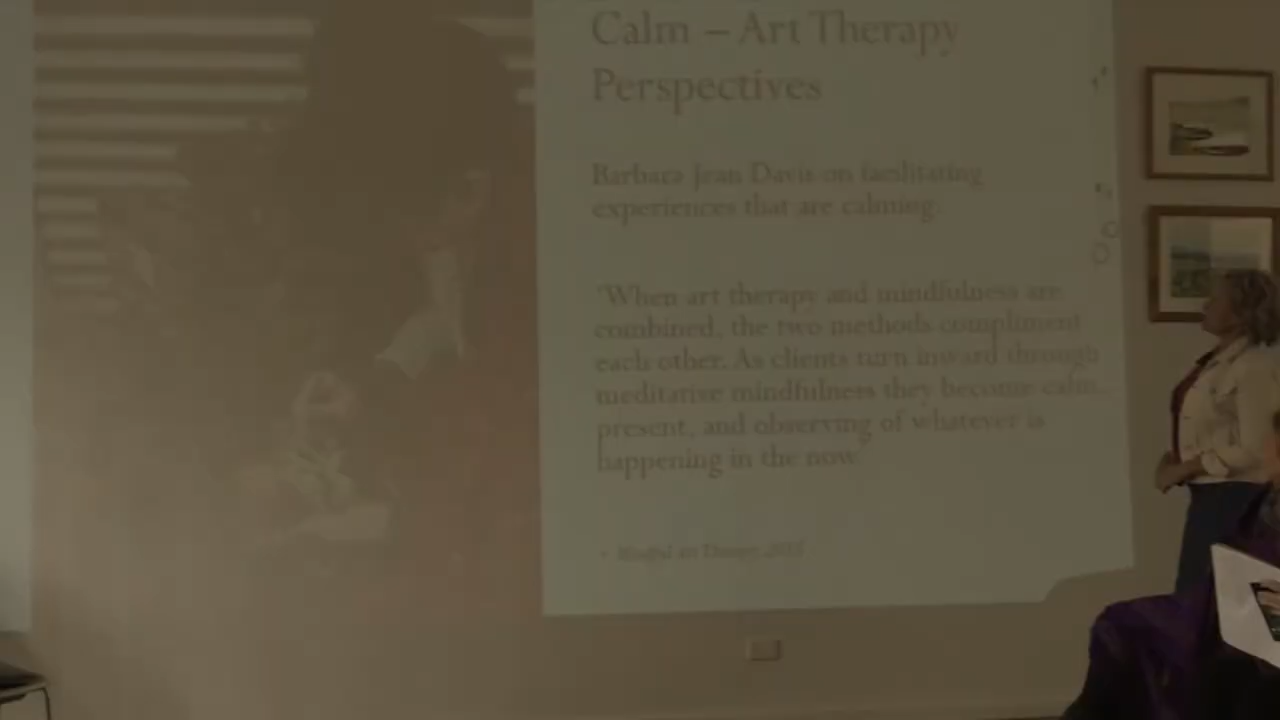 Calm – Art Therapy
Perspectives
Barbara Jean Davis on facilitating
experiences that are calming:
"When art therapy and mindfulness are
combined, the two methods compliment
each other. As clients turn inward through
meditative mindfulness they become calm,
present, and observing of whatever is
happening in the now."